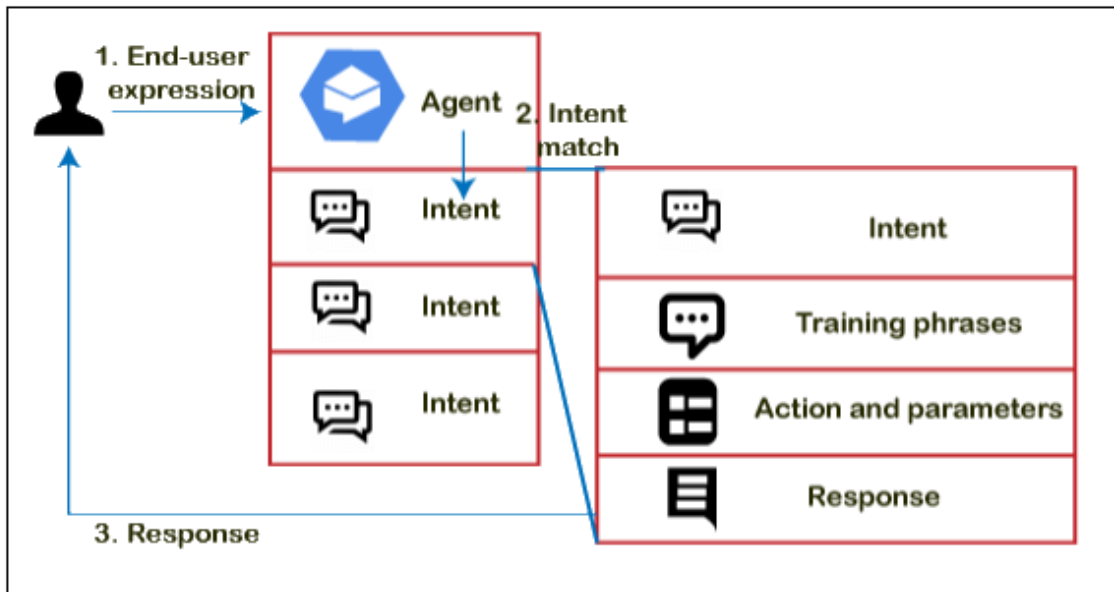 1. End-user
expression
Agent
2. Intent
match
Intent
Intent
Intent
Intent
Training phrases
Action and parameters
Response
3. Response